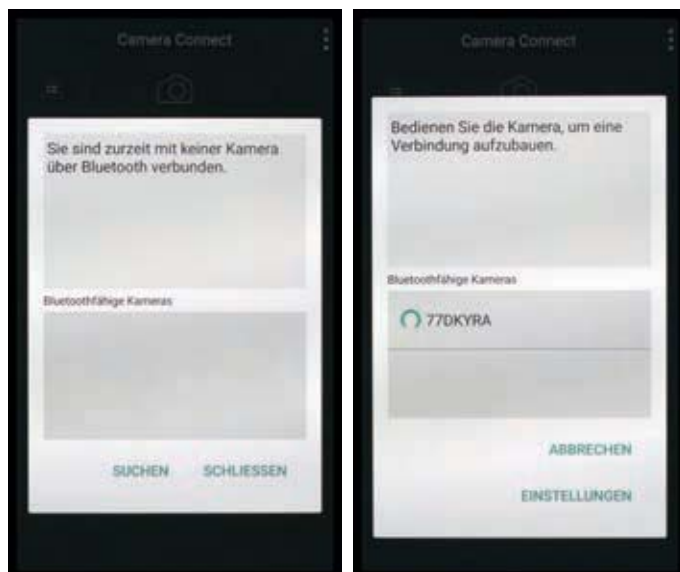 Camera Connect
Sie sind zurzeit mit keiner Kamera
über Bluetooth verbunden.
Bluetoothfähige Kameras
SUCHEN SCHLIESSEN
Camera Connect
Bedienen Sie die Kamera, um eine
Verbindung aufzubauen.
Bluetoothfähige Kameras
77DKYRA
ABBRECHEN
EINSTELLUNGEN